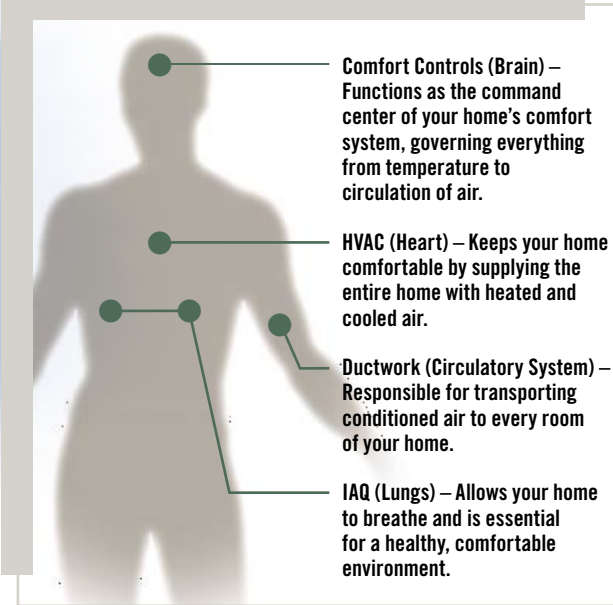 Comfort Controls (Brain) –
Functions as the command
center of your home’s comfort
system, governing everything
from temperature to
circulation of air.
HVAC (Heart) – Keeps your home
comfortable by supplying the
entire home with heated and
cooled air.
Ductwork (Circulatory System) –
Responsible for transporting
conditioned air to every room
of your home.
IAQ (Lungs) – Allows your home
to breathe and is essential
for a healthy, comfortable
environment.